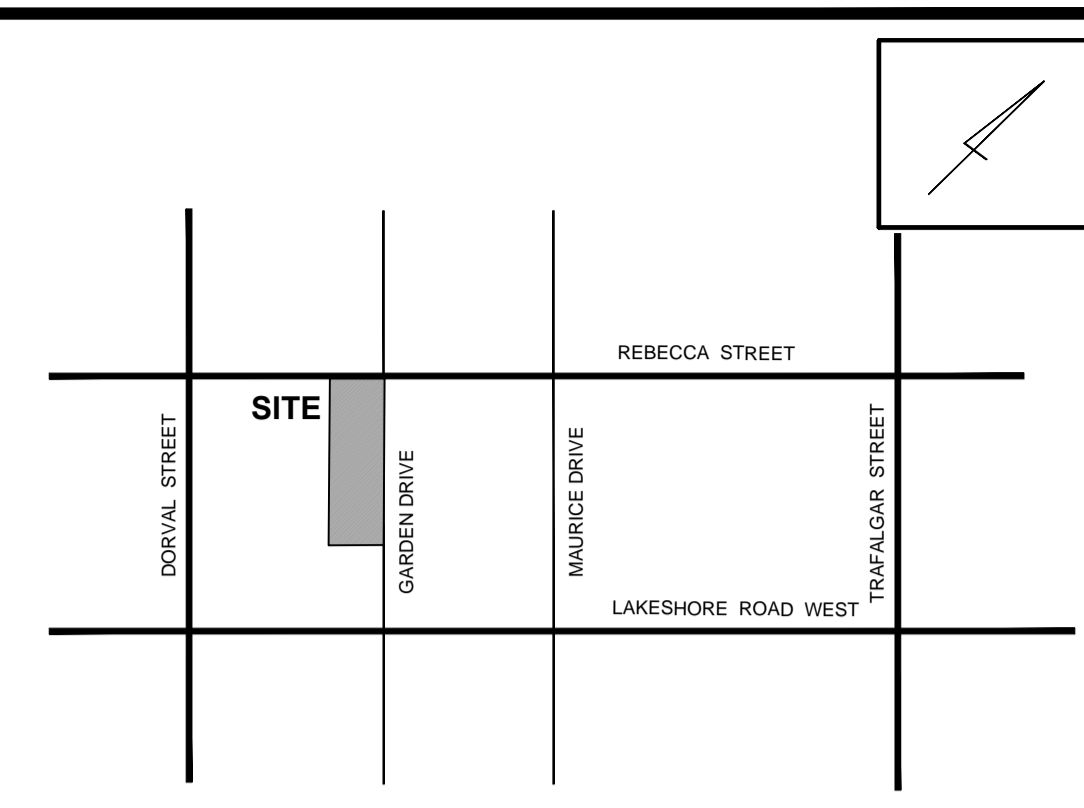 REBECCA STREET
SITE
DORVAL STREET
GARDEN DRIVE
MAURICE DRIVE
TRAFALGAR STREET
LAKESHORE ROAD WEST